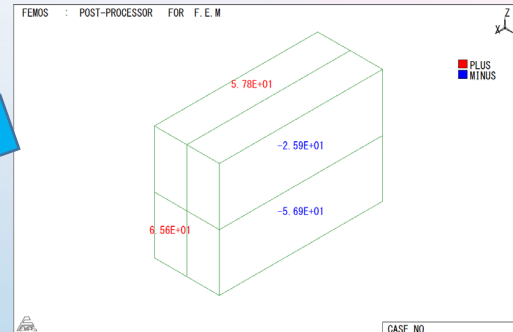 FEMOS : POST-PROCESSOR FOR F.E.M
Z
X
PLUS
MINUS
5.78E+01
-2.59E+01
-5.69E+01
6.56E+01
CASE NO